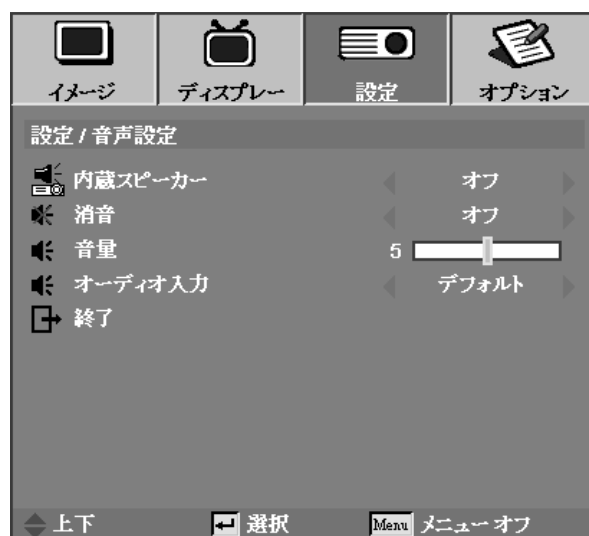 イメージ ディスプレー 設定 オプション
設定 / 音声設定
内蔵スピーカー オフ
消音 オフ
音量 5
オーディオ入力 デフォルト
終了
上下 選択 Menu メニュー オフ